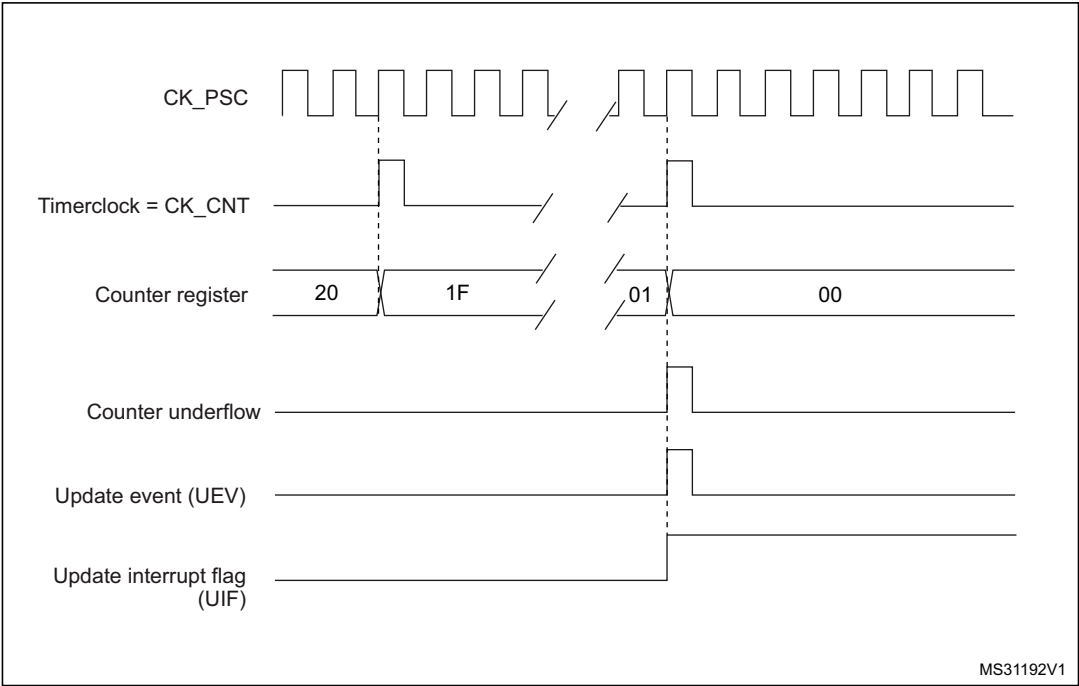 CK_PSC
Timerclock = CK_CNT
Counter register
20
1F
01
00
Counter underflow
Update event (UEV)
Update interrupt flag
(UIF)
MS31192V1